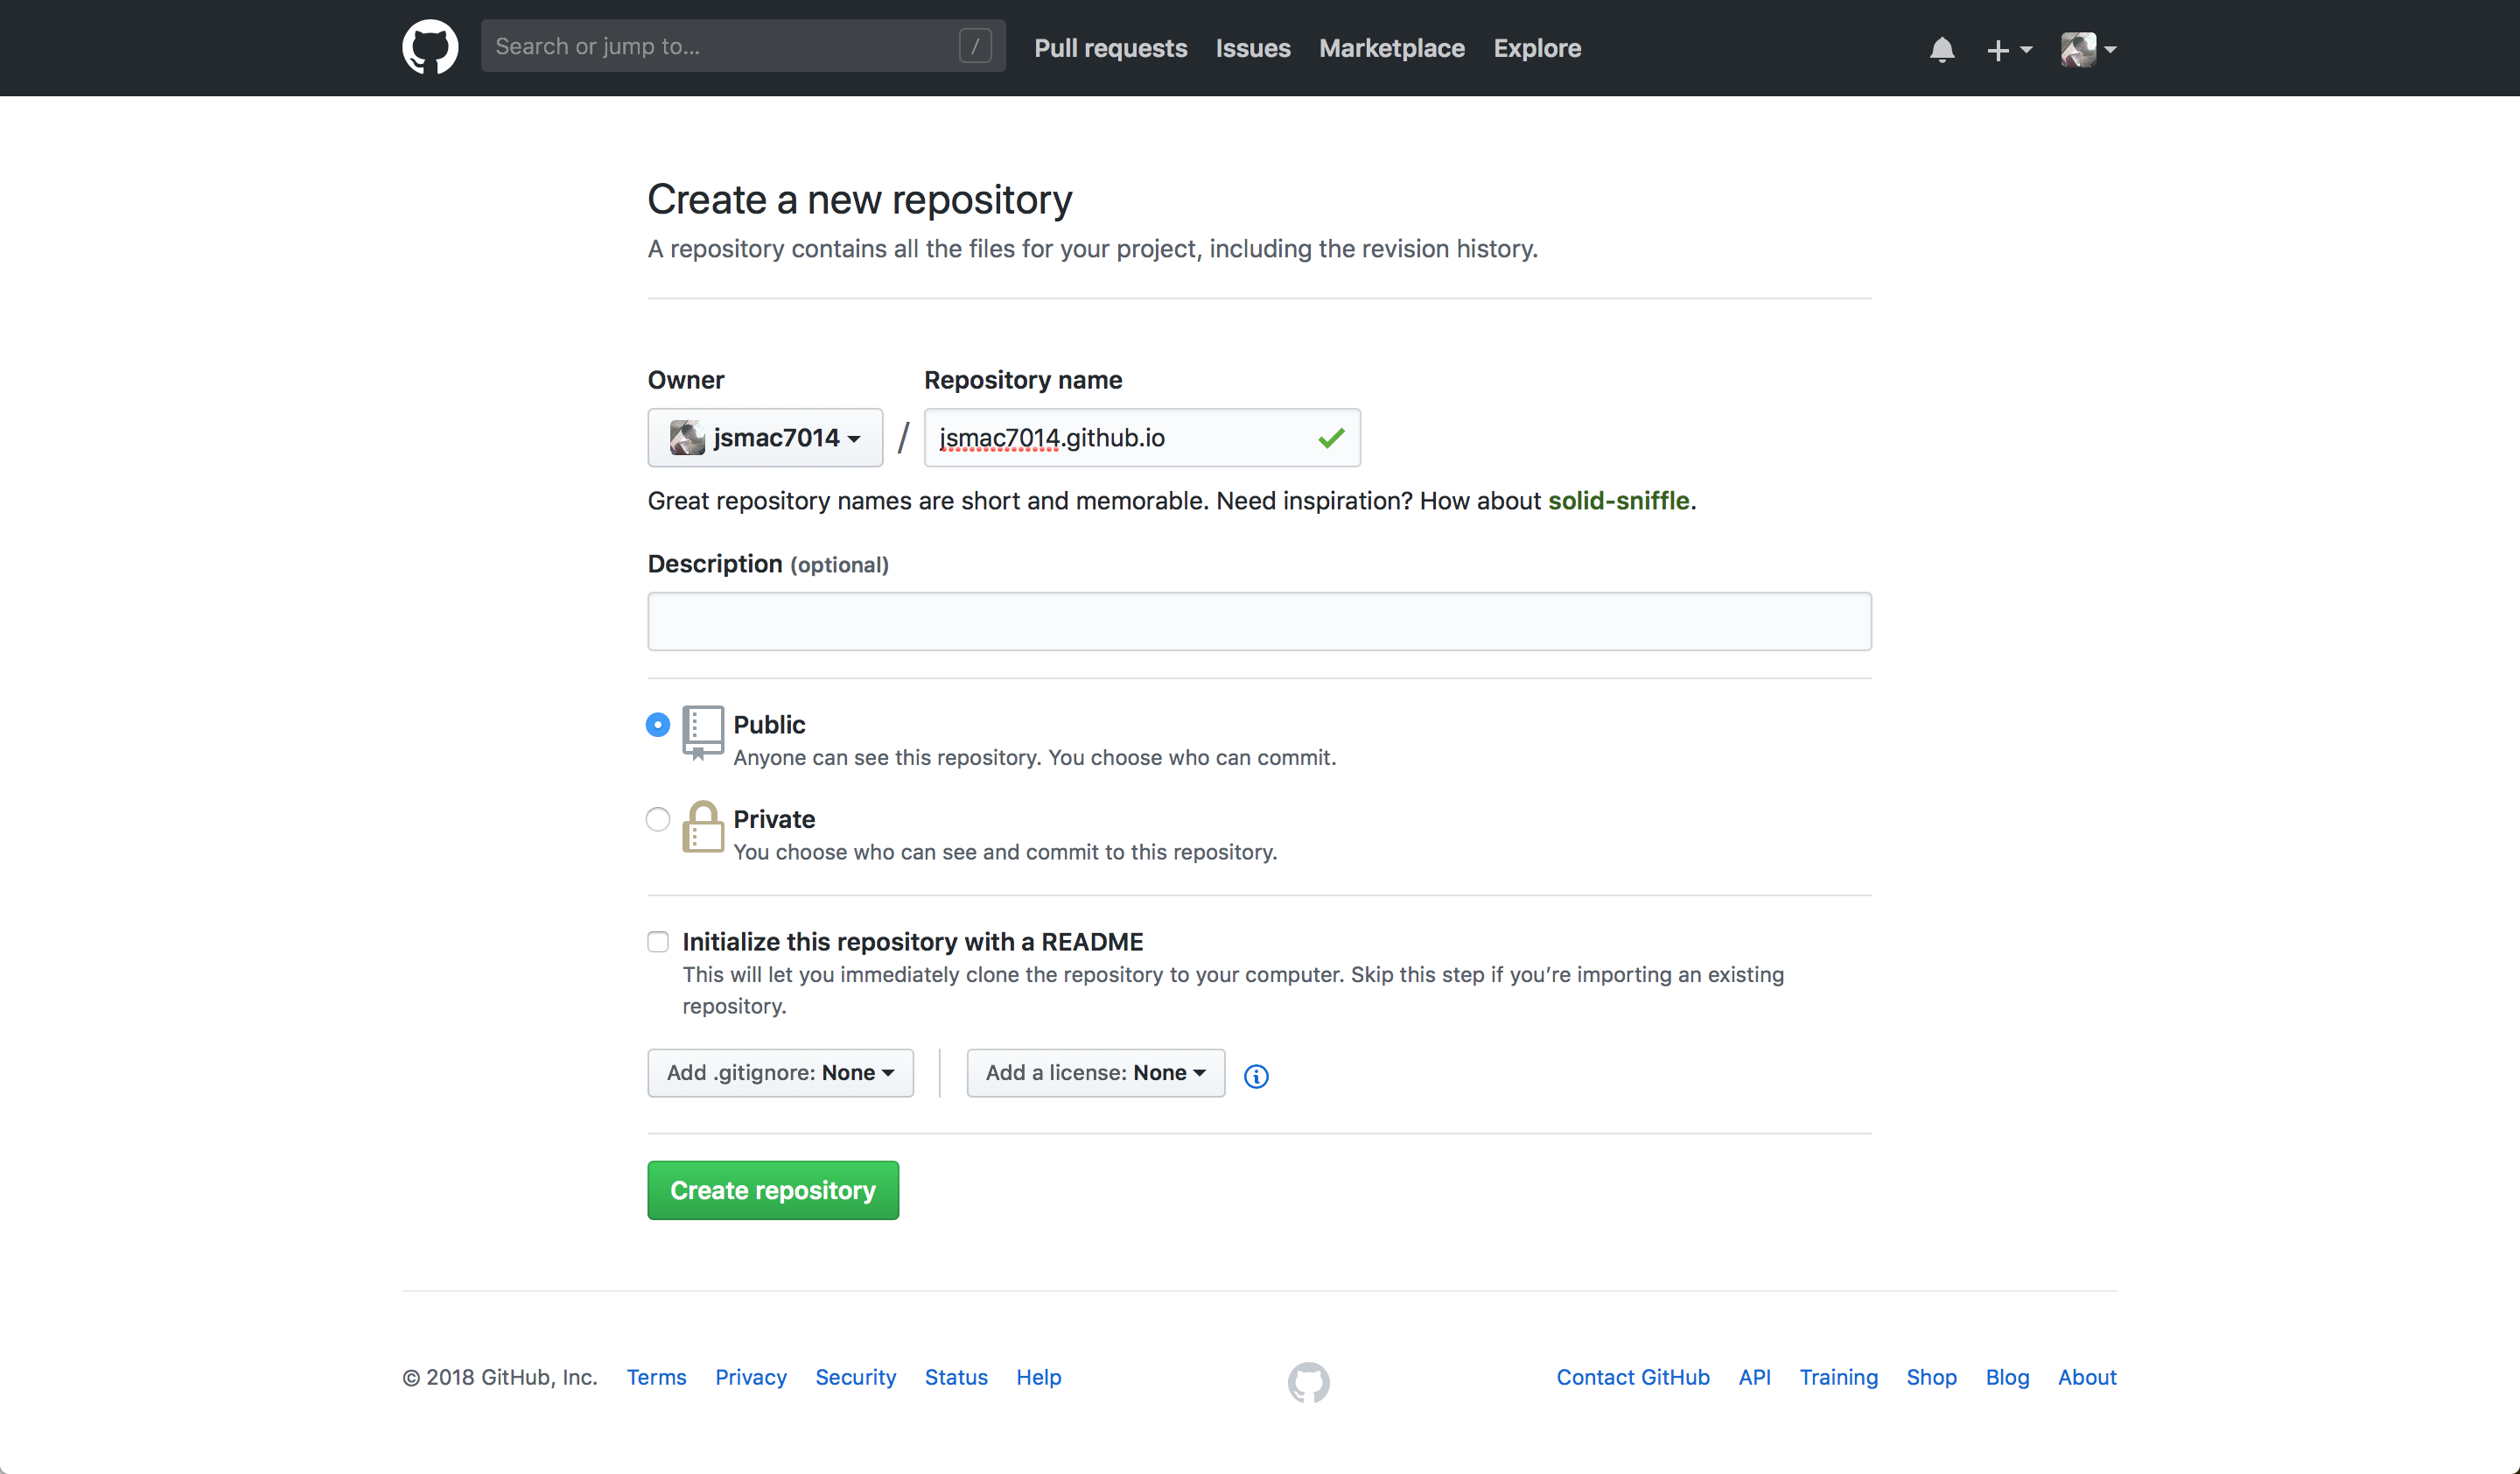 Search or jump to... /
Pull requests Issues Marketplace Explore
Create a new repository
A repository contains all the files for your project, including the revision history.
Owner Repository name
jsmac7014 / jsmac7014.github.io
Great repository names are short and memorable. Need inspiration? How about solid-sniffle.
Description (optional)
Public
Anyone can see this repository. You choose who can commit.
Private
You choose who can see and commit to this repository.
Initialize this repository with a README
This will let you immediately clone the repository to your computer. Skip this step if you’re importing an existing
repository.
Add .gitignore: None Add a license: None
Create repository
© 2018 GitHub, Inc. Terms Privacy Security Status Help Contact GitHub API Training Shop Blog About